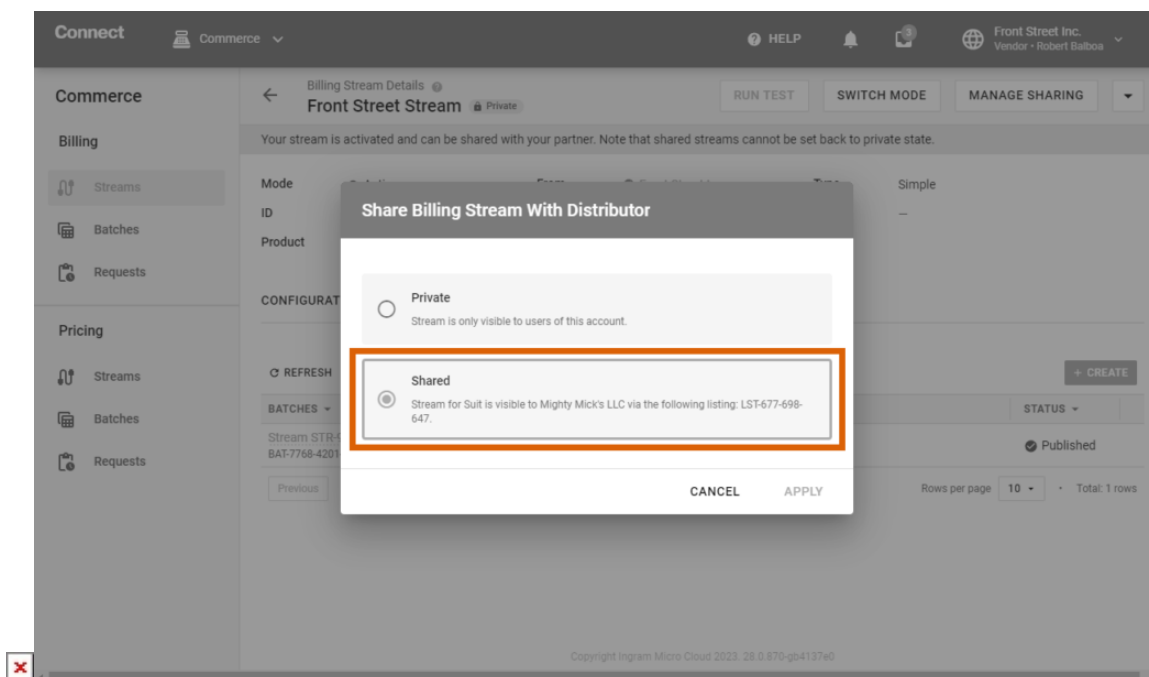 Connect
Commerce
HELP
3
Front Street Inc.
Vendor - Robert Balboa
Commerce
Billing Stream Details
Front Street Stream Private
RUN TEST
SWITCH MODE
MANAGE SHARING
Billing
Your stream is activated and can be shared with your partner. Note that shared streams cannot be set back to private state.
Streams
Mode
Simple
ID
—
Batches
Product
Requests
CONFIGURAT
Share Billing Stream With Distributor
Private
Stream is only visible to users of this account.
Shared
Stream for Suit is visible to Mighty Mick's LLC via the following listing: LST-677-698-
647.
CANCEL
APPLY
Pricing
Streams
Batches
Requests
REFRESH
+ CREATE
BATCHES
STATUS
Stream STR-
BAT-7768-4201
Published
Previous
Rows per page 10 · Total: 1 rows
Copyright Ingram Micro Cloud 2023. 28.0.870-gb4137e0